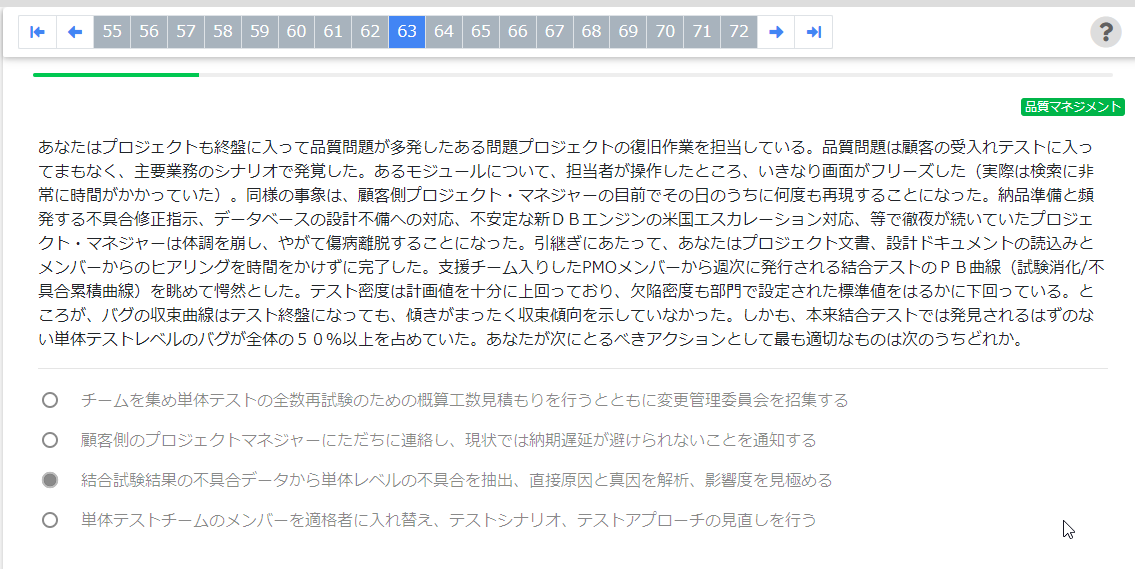 55 56 57 58 59 60 61 62 63 64 65 66 67 68 69 70 71 72
?
品質マネジメント
あなたはプロジェクトも終盤に入って品質問題が多発したある問題プロジェクトの復旧作業を担当している。品質問題は顧客の受入れテストに入っ
てまもなく、主要業務のシナリオで発覚した。あるモジュールについて、担当者が操作したところ、いきなり画面がフリーズした（実際は検索に非
常に時間がかかっていた）。同様の事象は、顧客側プロジェクト・マネジャーの目前でその日のうちに何度も再現することになった。納品準備と頻
発する不具合修正指示、データベースの設計不備への対応、不安定な新ＤＢエンジンの米国エスカレーション対応、等で徹夜が続いていたプロジェ
クト・マネジャーは体調を崩し、やがて傷病離脱することになった。引継ぎにあたって、あなたはプロジェクト文書、設計ドキュメントの読込みと
メンバーからのヒアリングを時間をかけずに完了した。支援チーム入りしたPMOメンバーから週次に発行される結合テストのＰＢ曲線（試験消化/不
具合累積曲線）を眺めて愕然とした。テスト密度は計画値を十分に上回っており、欠陥密度も部門で設定された標準値をはるかに下回っている。と
ころが、バグの収束曲線はテスト終盤になっても、傾きがまったく収束傾向を示していなかった。しかも、本来結合テストでは発見されるはずのな
い単体テストレベルのバグが全体の５０％以上を占めていた。あなたが次にとるべきアクションとして最も適切なものは次のうちどれか。
チームを集め単体テストの全数再試験のための概算工数見積もりを行うとともに変更管理委員会を招集する
顧客側のプロジェクトマネジャーにただちに連絡し、現状では納期遅延が避けられないことを通知する
結合試験結果の不具合データから単体レベルの不具合を抽出、直接原因と真因を解析、影響度を見極める
単体テストチームのメンバーを適格者に入れ替え、テストシナリオ、テストアプローチの見直しを行う